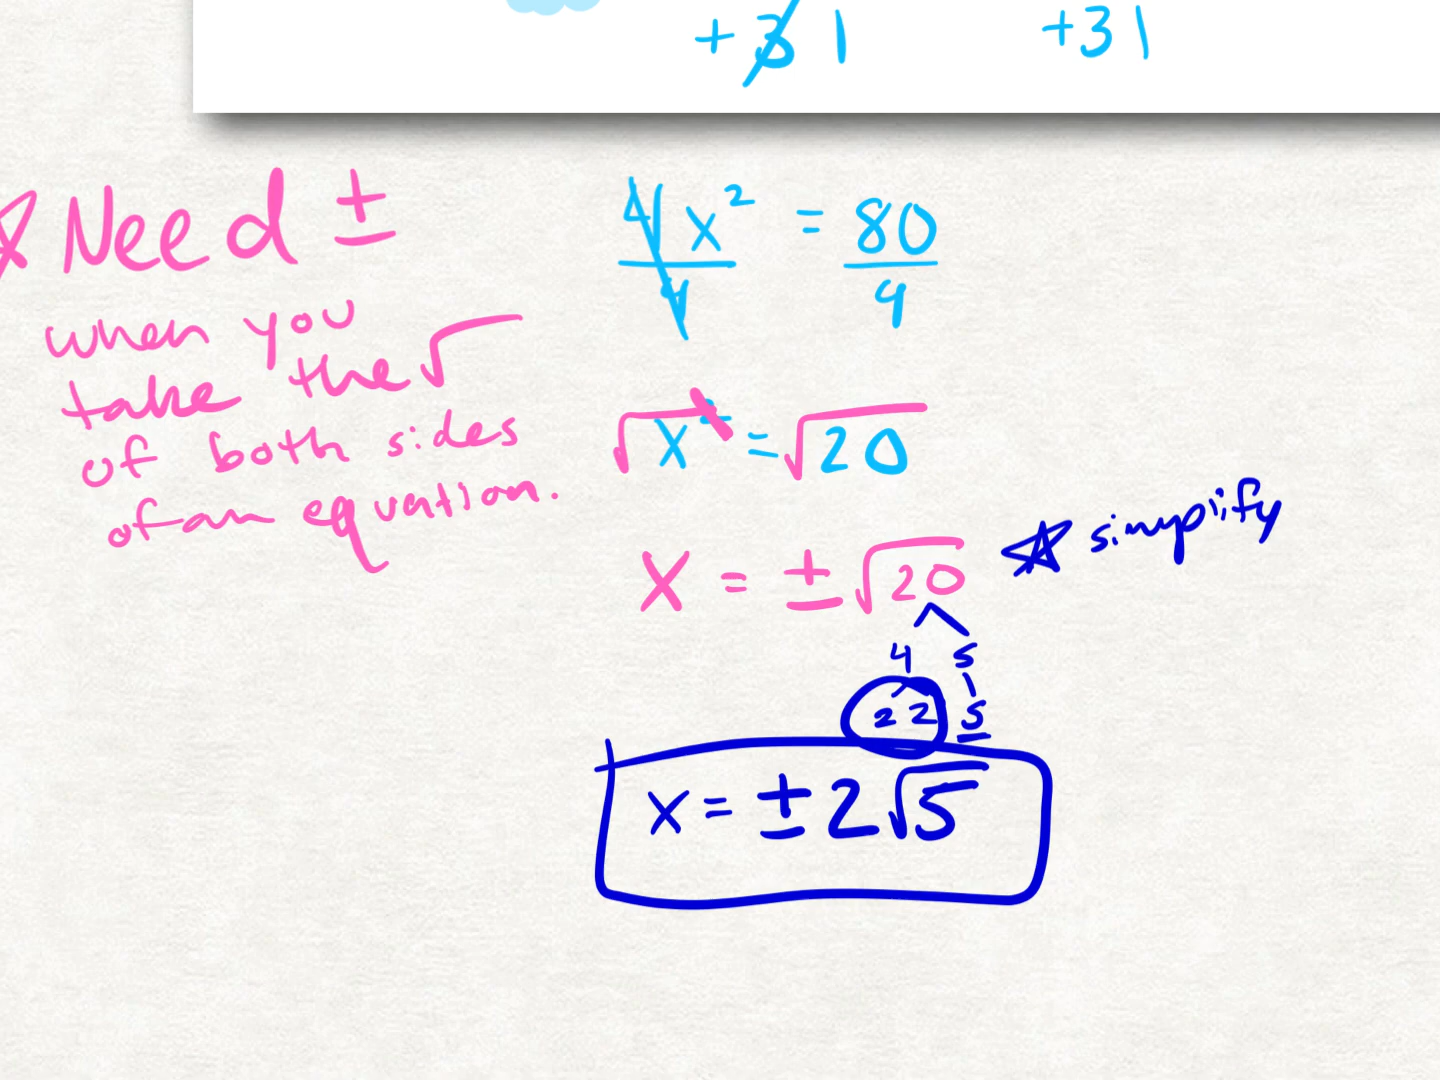 +31 +31
Need ±
when you
take the √
of both sides
of an equation.
4x² = 80
4 4
√x² = √20
x = ±√20 ☆ simplify
4 5
2 2 5
x = ±2√5